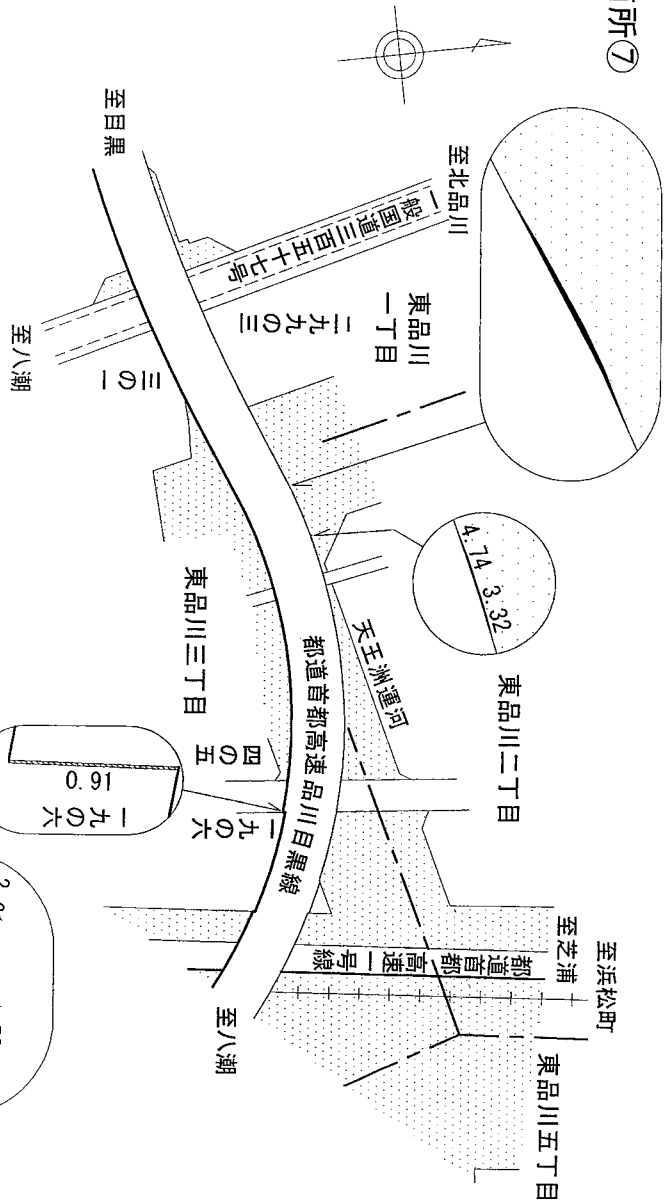 所⑦
至北品川
一般国道三百五十七号
至目黒
至八潮
東品川
一丁目
二九九の三
三の一
4.74 3.32
天王洲運河
東品川二丁目
東品川三丁目
都道首都高速品川目黒線
四の五
一九の六
0.91
一九の六
至浜松町
至芝浦
都道首都高速一号線
至八潮
東品川五丁目